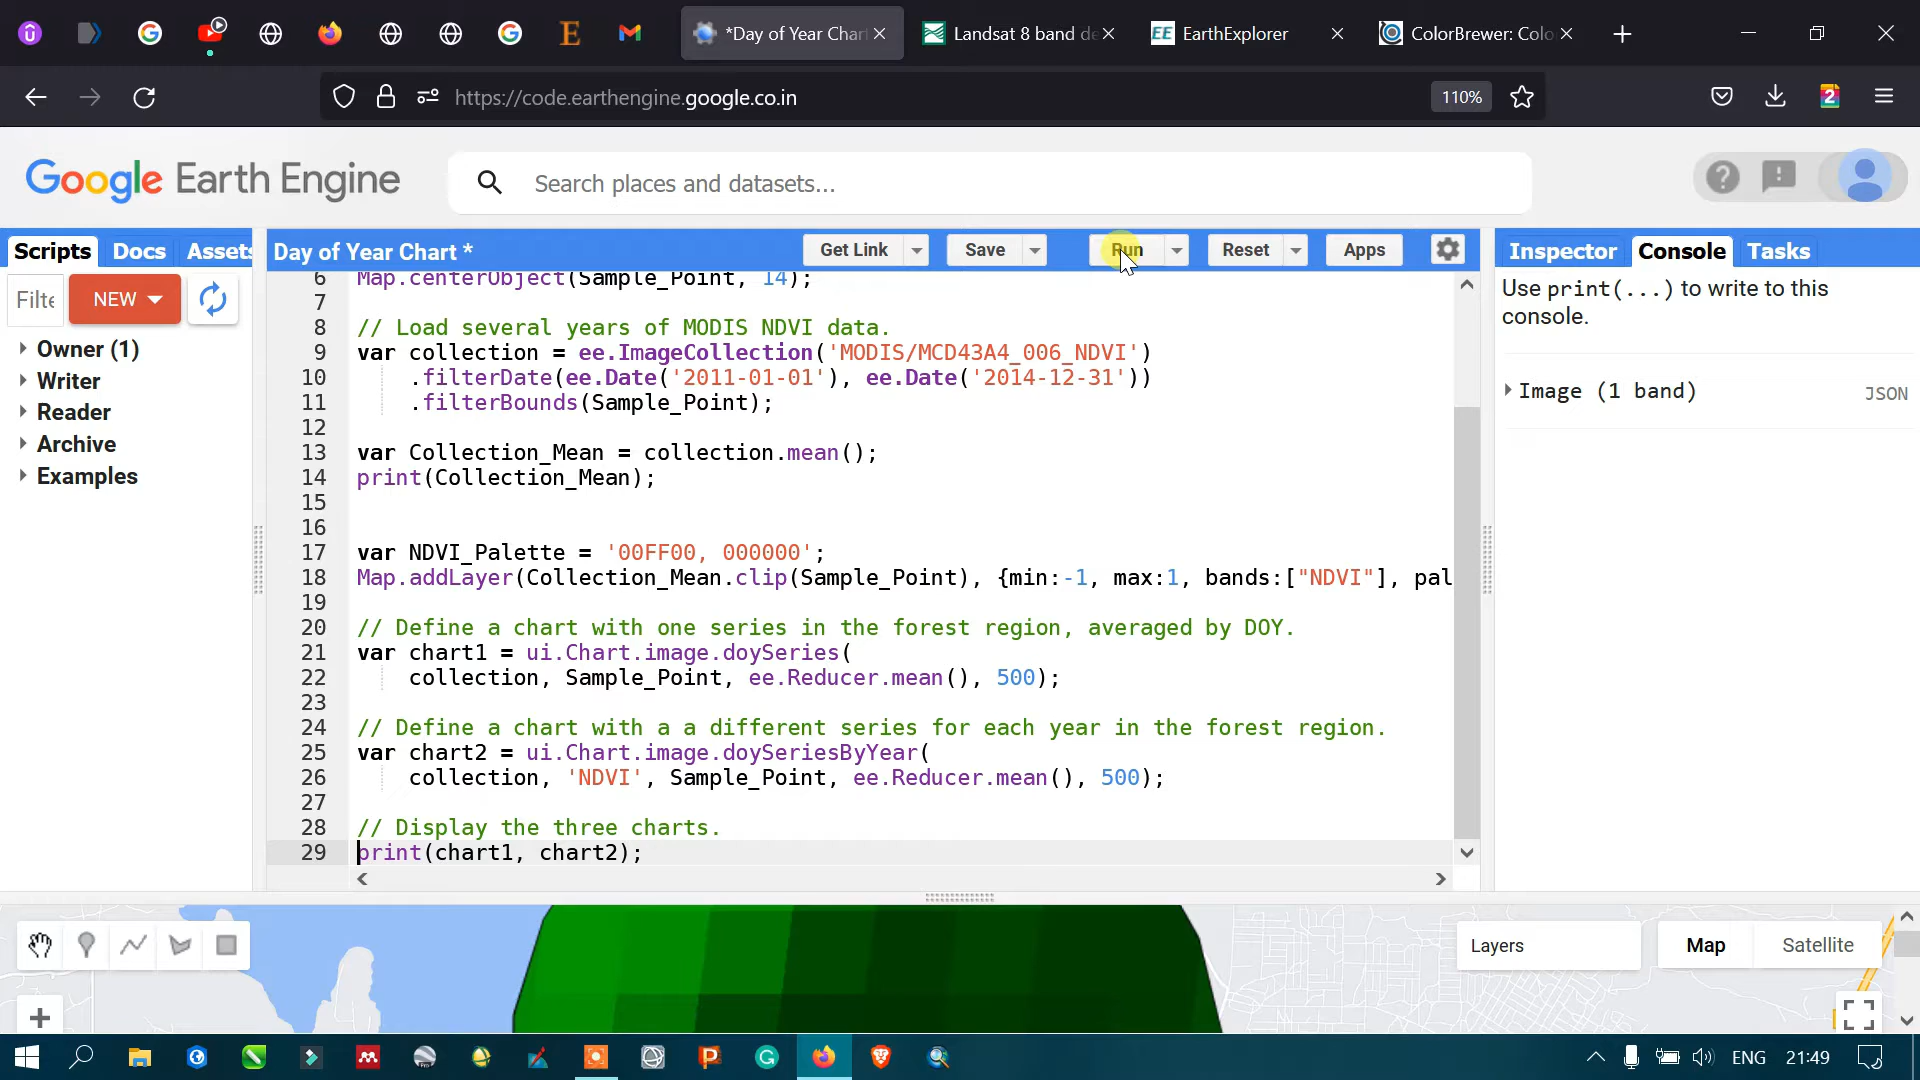 *Day of Year Char
Landsat 8 band de
EarthExplorer
ColorBrewer: Colo
https://code.earthengine.google.co.in
110%
2
Google Earth Engine
Search places and datasets...
Scripts Docs Assets
Day of Year Chart *
Get Link
Save
Run
Reset
Apps
Inspector Console Tasks
Filte
NEW
Owner (1)
Writer
Reader
Archive
Examples
6 Map.centerObject(Sample_Point, 14);
7
8 // Load several years of MODIS NDVI data.
9 var collection = ee.ImageCollection('MODIS/MCD43A4_006_NDVI')
10 .filterDate(ee.Date('2011-01-01'), ee.Date('2014-12-31'))
11 .filterBounds(Sample_Point);
12
13 var Collection_Mean = collection.mean();
14 print(Collection_Mean);
15
16
17 var NDVI_Palette = '00FF00, 000000';
18 Map.addLayer(Collection_Mean.clip(Sample_Point), {min:-1, max:1, bands:["NDVI"], pal
19
20 // Define a chart with one series in the forest region, averaged by DOY.
21 var chart1 = ui.Chart.image.doySeries(
22 collection, Sample_Point, ee.Reducer.mean(), 500);
23
24 // Define a chart with a a different series for each year in the forest region.
25 var chart2 = ui.Chart.image.doySeriesByYear(
26 collection, 'NDVI', Sample_Point, ee.Reducer.mean(), 500);
27
28 // Display the three charts.
29 print(chart1, chart2);
Use print(...) to write to this
console.
Image (1 band)
JSON
Layers
Map
Satellite
ENG
21:49